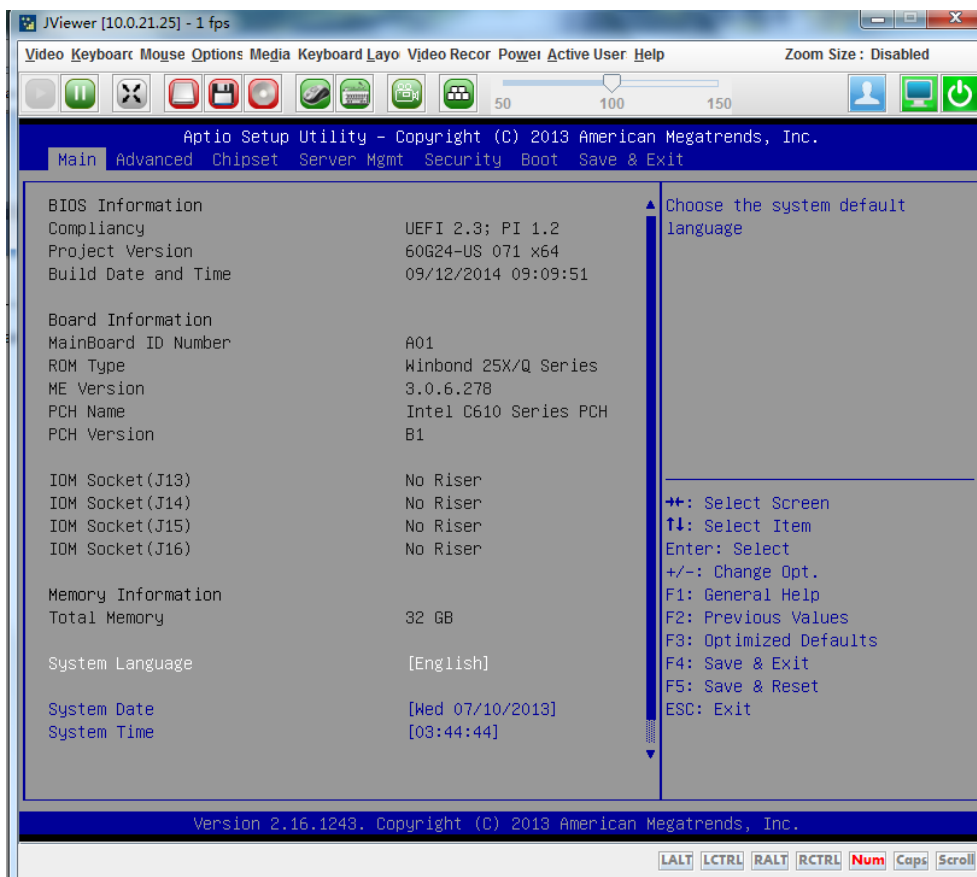 JViewer [10.0.21.25] - 1 fps
Video Keyboard Mouse Options Media Keyboard Layo Video Recor Power Active User Help Zoom Size : Disabled
50 100 150
Aptio Setup Utility – Copyright (C) 2013 American Megatrends, Inc.
Main Advanced Chipset Server Mgmt Security Boot Save & Exit
BIOS Information
Compliancy UEFI 2.3; PI 1.2
Project Version 60G24-US 071 x64
Build Date and Time 09/12/2014 09:09:51
Board Information
MainBoard ID Number A01
ROM Type Winbond 25X/Q Series
ME Version 3.0.6.278
PCH Name Intel C610 Series PCH
PCH Version B1
IOM Socket(J13) No Riser
IOM Socket(J14) No Riser
IOM Socket(J15) No Riser
IOM Socket(J16) No Riser
Memory Information
Total Memory 32 GB
System Language [English]
System Date [Wed 07/10/2013]
System Time [03:44:44]
Choose the system default
language
→←: Select Screen
↑↓: Select Item
Enter: Select
+/-: Change Opt.
F1: General Help
F2: Previous Values
F3: Optimized Defaults
F4: Save & Exit
F5: Save & Reset
ESC: Exit
Version 2.16.1243. Copyright (C) 2013 American Megatrends, Inc.
LALT LCTRL RALT RCTRL Num Caps Scroll